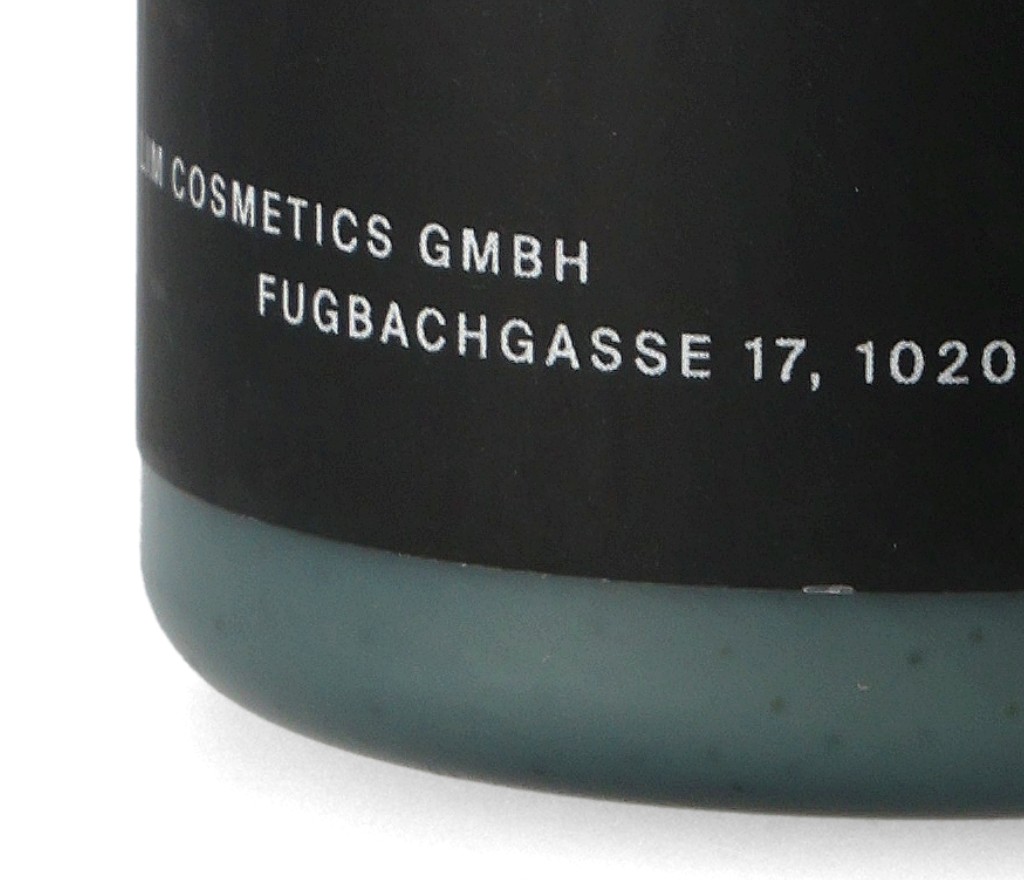 COSMETICS GMBH
FUGBACHGASSE 17, 1020